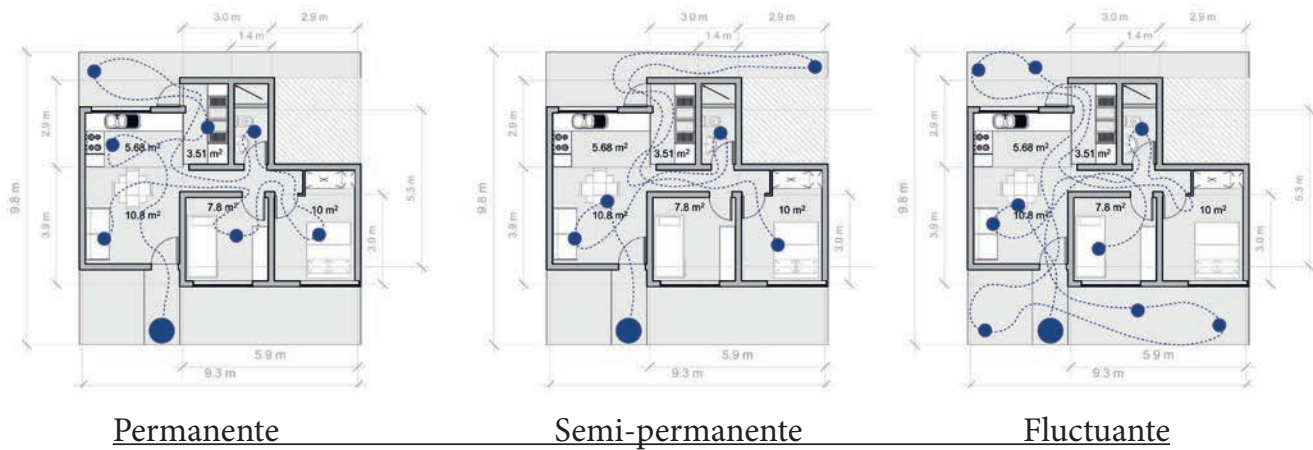 3.0 m 2.9 m 3.0 m 2.9 m 3.0 m 2.9 m
1.4 m 1.4 m 1.4 m
2.9 m 5.68 m² 3.51 m² 2.9 m 5.68 m² 3.51 m² 2.9 m 5.68 m² 3.51 m²
9.8 m 5.3 m 9.8 m 9.8 m 5.3 m
3.9 m 10.8 m² 7.8 m² 10 m² 3.0 m 3.9 m 10.8 m² 7.8 m² 10 m² 3.9 m 10.8 m² 7.8 m² 10 m² 3.0 m
5.9 m 5.9 m 5.9 m
9.3 m 9.3 m 9.3 m
Permanente Semi-permanente Fluctuante